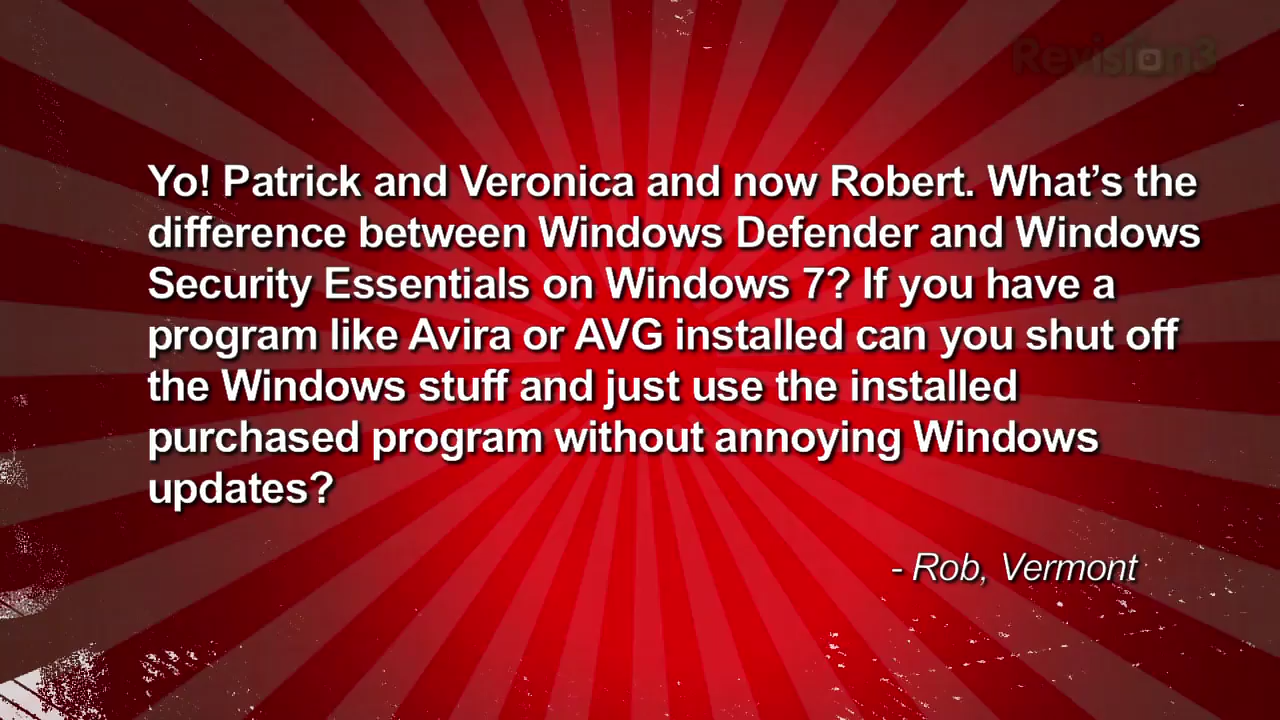 Revision3
Yo! Patrick and Veronica and now Robert. What’s the
difference between Windows Defender and Windows
Security Essentials on Windows 7? If you have a
program like Avira or AVG installed can you shut off
the Windows stuff and just use the installed
purchased program without annoying Windows
updates?
- Rob, Vermont